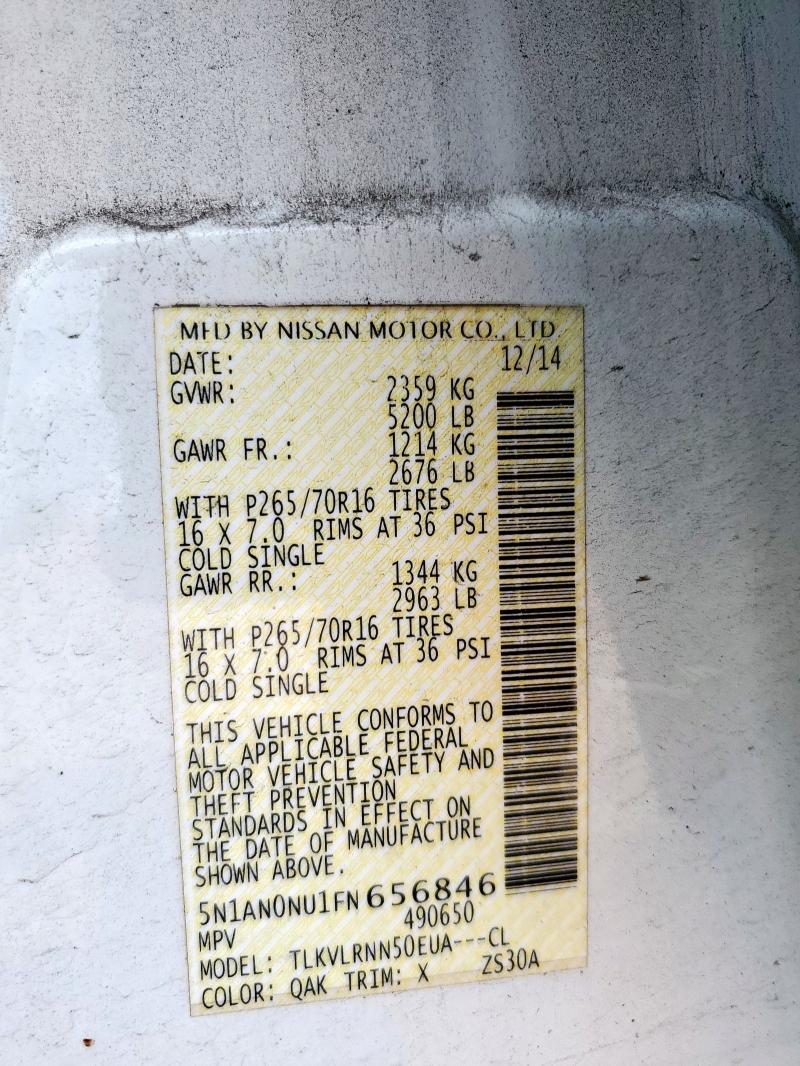 MFD BY NISSAN MOTOR CO., LTD
DATE: 12/14
GVWR: 2359 KG
5200 LB
GAWR FR.: 1214 KG
2676 LB
WITH P265/70R16 TIRES
16 X 7.0 RIMS AT 36 PSI
COLD SINGLE
GAWR RR.: 1344 KG
2963 LB
WITH P265/70R16 TIRES
16 X 7.0 RIMS AT 36 PSI
COLD SINGLE
THIS VEHICLE CONFORMS TO
ALL APPLICABLE FEDERAL
MOTOR VEHICLE SAFETY AND
THEFT PREVENTION
STANDARDS IN EFFECT ON
THE DATE OF MANUFACTURE
SHOWN ABOVE.
5N1AN0NU1FN656846
MPV 490650
MODEL: TLKVLRNN50EUA---CL
COLOR: QAK TRIM: X ZS30A